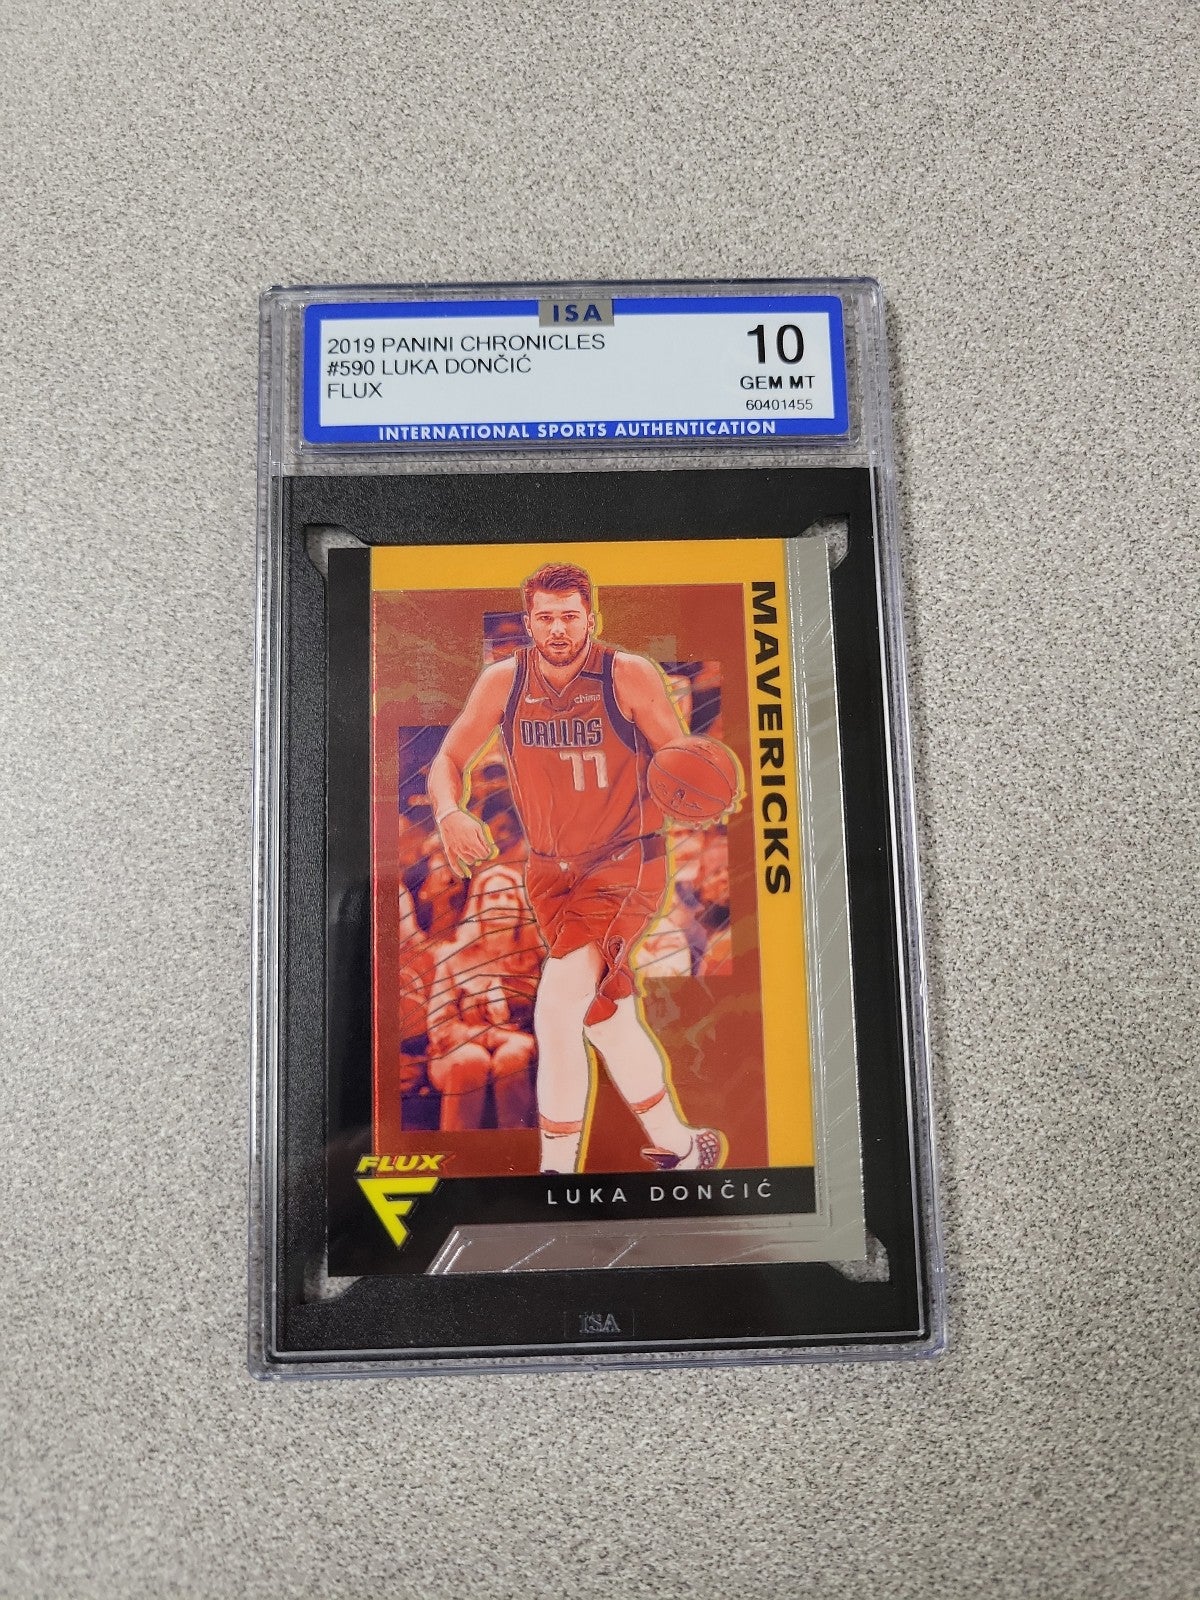 ISA
2019 PANINI CHRONICLES
#590 LUKA DONČIĆ
FLUX
10
GEM MT
60401455
INTERNATIONAL SPORTS AUTHENTICATION
MAVERICKS
chime
DALLAS
77
FLUX
F
LUKA DONČIĆ
ISA